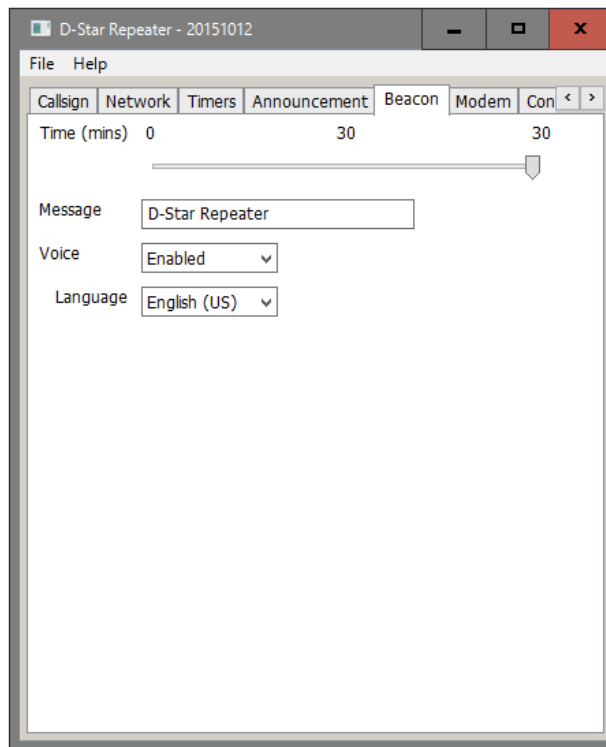 D-Star Repeater - 20151012
File Help
Callsign Network Timers Announcement Beacon Modem Con
Time (mins) 0 30 30
Message D-Star Repeater
Voice Enabled
Language English (US)